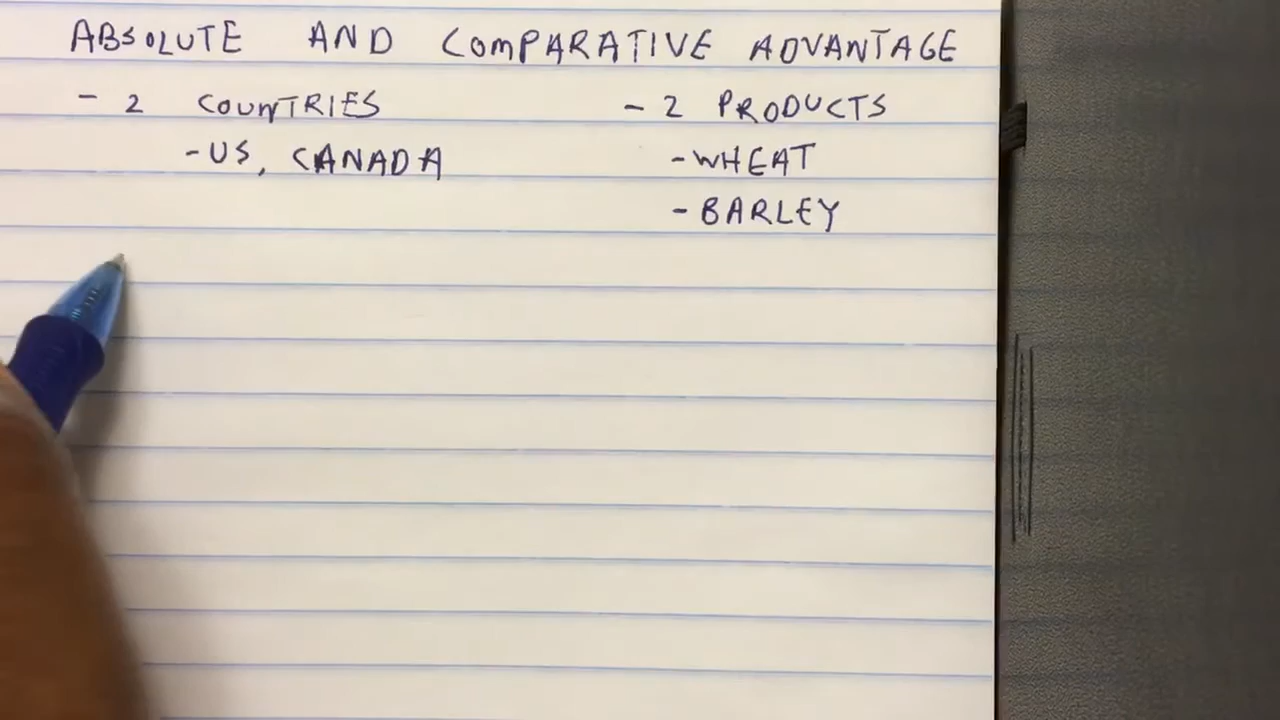 ABSOLUTE AND COMPARATIVE ADVANTAGE
- 2 COUNTRIES
- US, CANADA
- 2 PRODUCTS
- WHEAT
- BARLEY